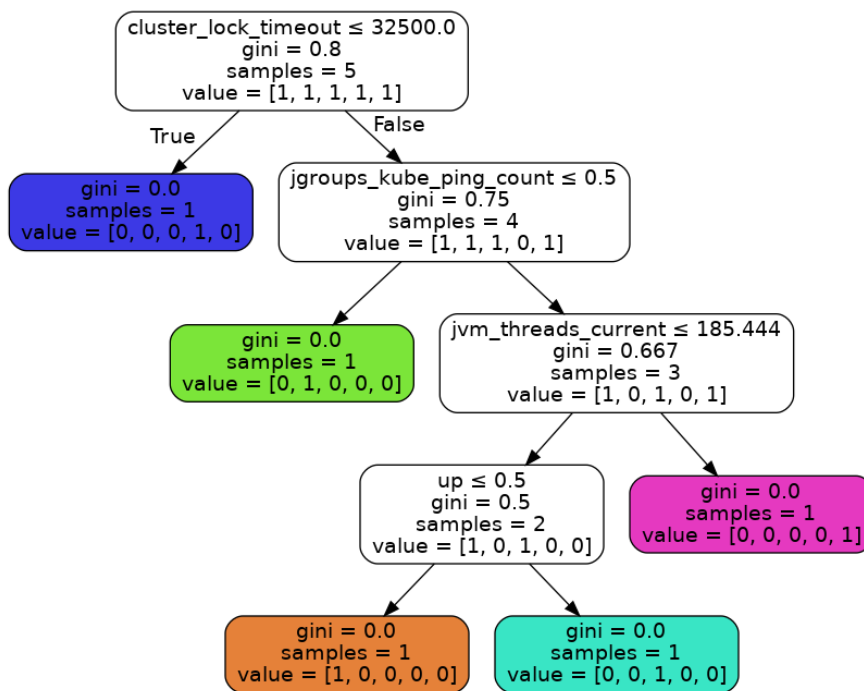 cluster_lock_timeout ≤ 32500.0
gini = 0.8
samples = 5
value = [1, 1, 1, 1, 1]
True
False
gini = 0.0
samples = 1
value = [0, 0, 0, 1, 0]
jgroups_kube_ping_count ≤ 0.5
gini = 0.75
samples = 4
value = [1, 1, 1, 0, 1]
gini = 0.0
samples = 1
value = [0, 1, 0, 0, 0]
jvm_threads_current ≤ 185.444
gini = 0.667
samples = 3
value = [1, 0, 1, 0, 1]
up ≤ 0.5
gini = 0.5
samples = 2
value = [1, 0, 1, 0, 0]
gini = 0.0
samples = 1
value = [0, 0, 0, 0, 1]
gini = 0.0
samples = 1
value = [1, 0, 0, 0, 0]
gini = 0.0
samples = 1
value = [0, 0, 1, 0, 0]